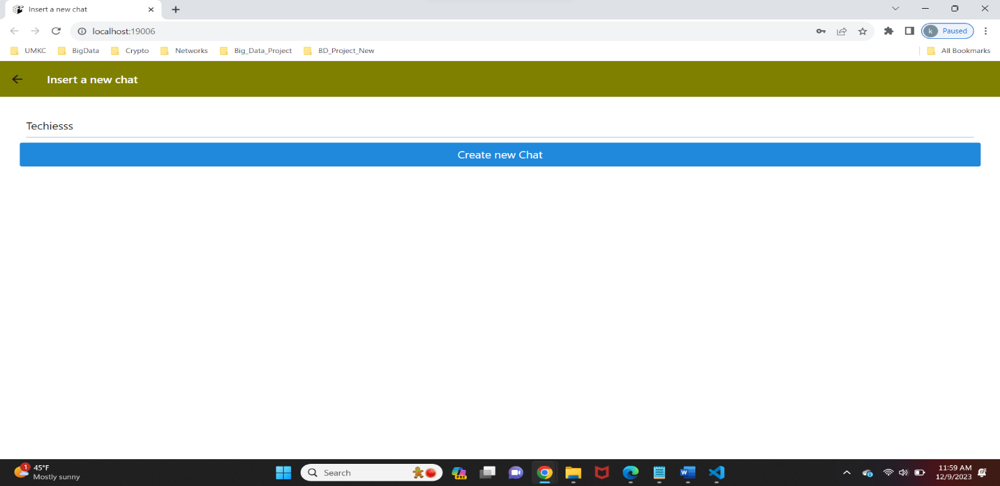 Insert a new chat
localhost:19006
k Paused
UMKC BigData Crypto Networks Big_Data_Project BD_Project_New All Bookmarks
Insert a new chat
Techiesss
Create new Chat
1 45°F
Mostly sunny
Search
PRE
W
11:59 AM
12/9/2023